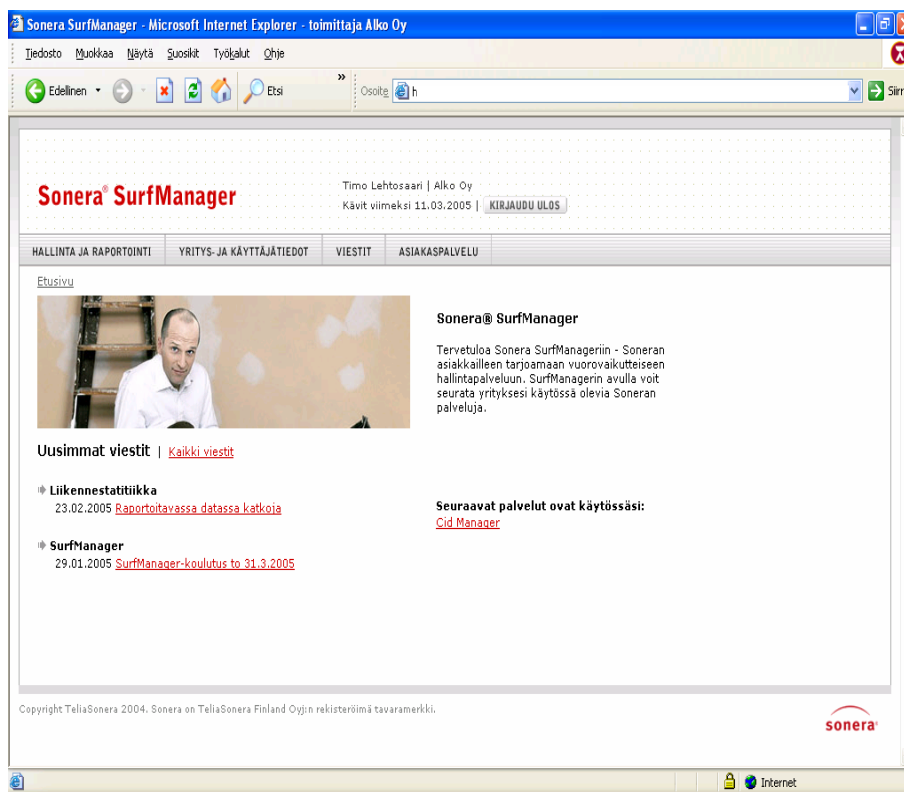 Sonera SurfManager - Microsoft Internet Explorer - toimittaja Alko Oy
Tiedosto Muokkaa Näytä Suosikit Työkalut Ohje
Edellinen Etsi » Osoite h Siirr
Sonera® SurfManager
Timo Lehtosaari | Alko Oy
Kävit viimeksi 11.03.2005 | KIRJAUDU ULOS
HALLINTA JA RAPORTOINTI YRITYS- JA KÄYTTÄJÄTIEDOT VIESTIT ASIAKASPALVELU
Etusivu
Sonera® SurfManager
Tervetuloa Sonera SurfManageriin - Soneran
asiakkailleen tarjoamaan vuorovaikutteiseen
hallintapalveluun. SurfManagerin avulla voit
seurata yrityksesi käytössä olevia Soneran
palveluja.
Uusimmat viestit | Kaikki viestit
Liikennestatitiikka
23.02.2005 Raportoitavassa datassa katkoja
SurfManager
29.01.2005 SurfManager-koulutus to 31.3.2005
Seuraavat palvelut ovat käytössäsi:
Cid Manager
Copyright TeliaSonera 2004. Sonera on TeliaSonera Finland Oyj:n rekisteröimä tavaramerkki.
sonera
Internet